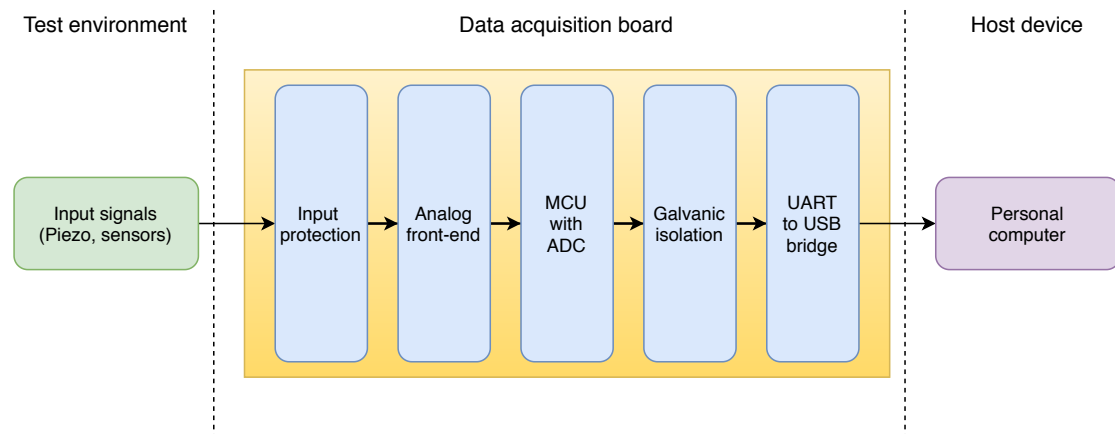 Test environment
Data acquisition board
Host device
Input signals
(Piezo, sensors)
Input
protection
Analog
front-end
MCU
with
ADC
Galvanic
isolation
UART
to USB
bridge
Personal
computer